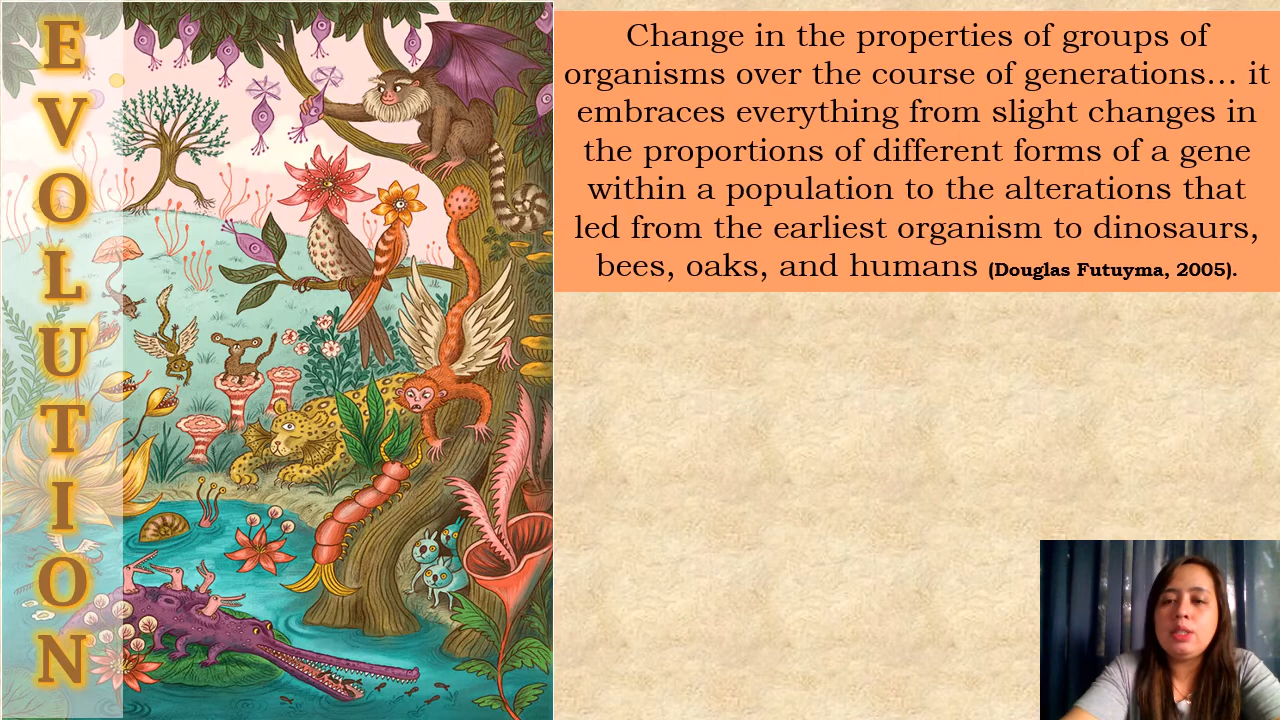 EVOLUTION
Change in the properties of groups of
organisms over the course of generations... it
embraces everything from slight changes in
the proportions of different forms of a gene
within a population to the alterations that
led from the earliest organism to dinosaurs,
bees, oaks, and humans (Douglas Futuyma, 2005).